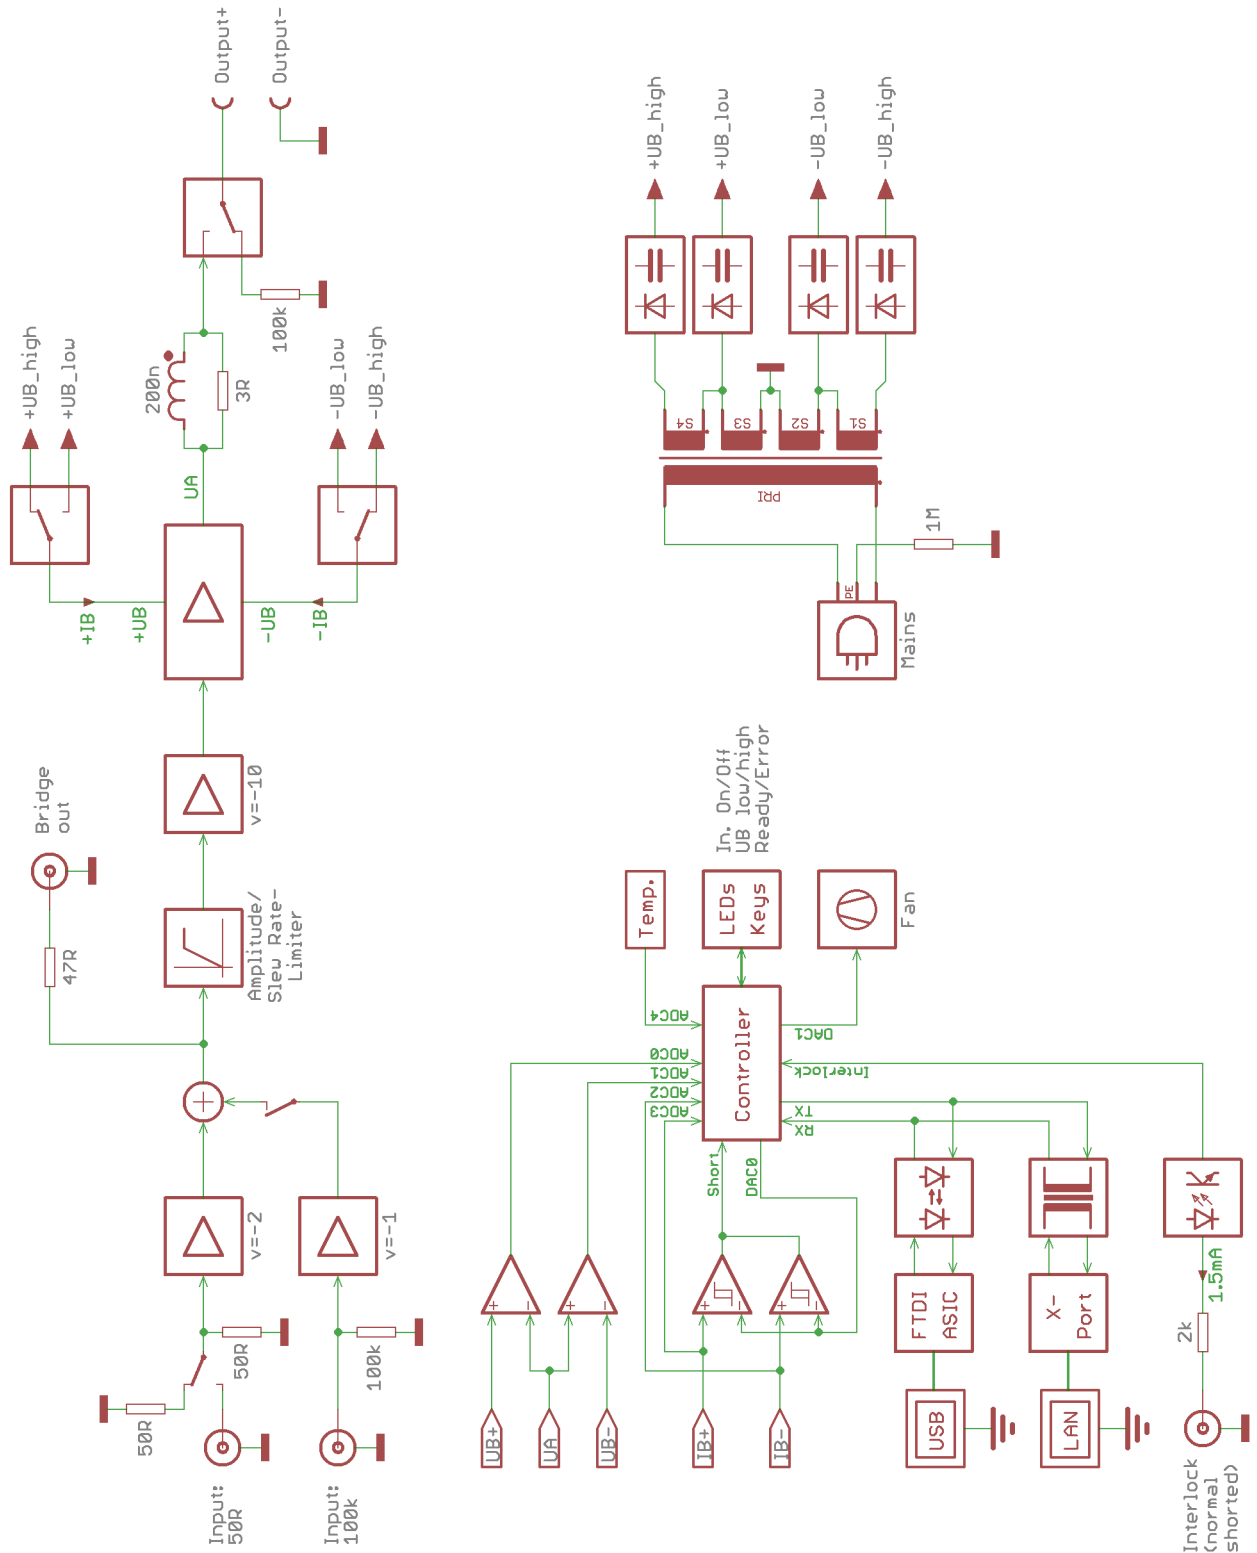 Input:
50R
50R
50R
v=-2
Input:
100k
100k
v=-1
47R
Bridge
out
Amplitude/
Slew Rate-
Limiter
v=-10
+IB
+UB
-UB
-IB
+UB_high
+UB_low
-UB_low
-UB_high
UA
200n
3R
100k
Output+
Output-
UB+
UA
UB-
IB+
IB-
Short
DAC0
ADC4
ADC0
ADC1
ADC2
ADC3
Controller
DAC1
Interlock
TX
RX
Temp.
LEDs
Keys
In. On/Off
UB low/high
Ready/Error
Fan
USB
FTDI
ASIC
LAN
X-
Port
Interlock
(normal
shorted)
2k
1.5mA
Mains
PE
1M
PRI
S4
S3
S2
S1
+UB_high
+UB_low
-UB_low
-UB_high